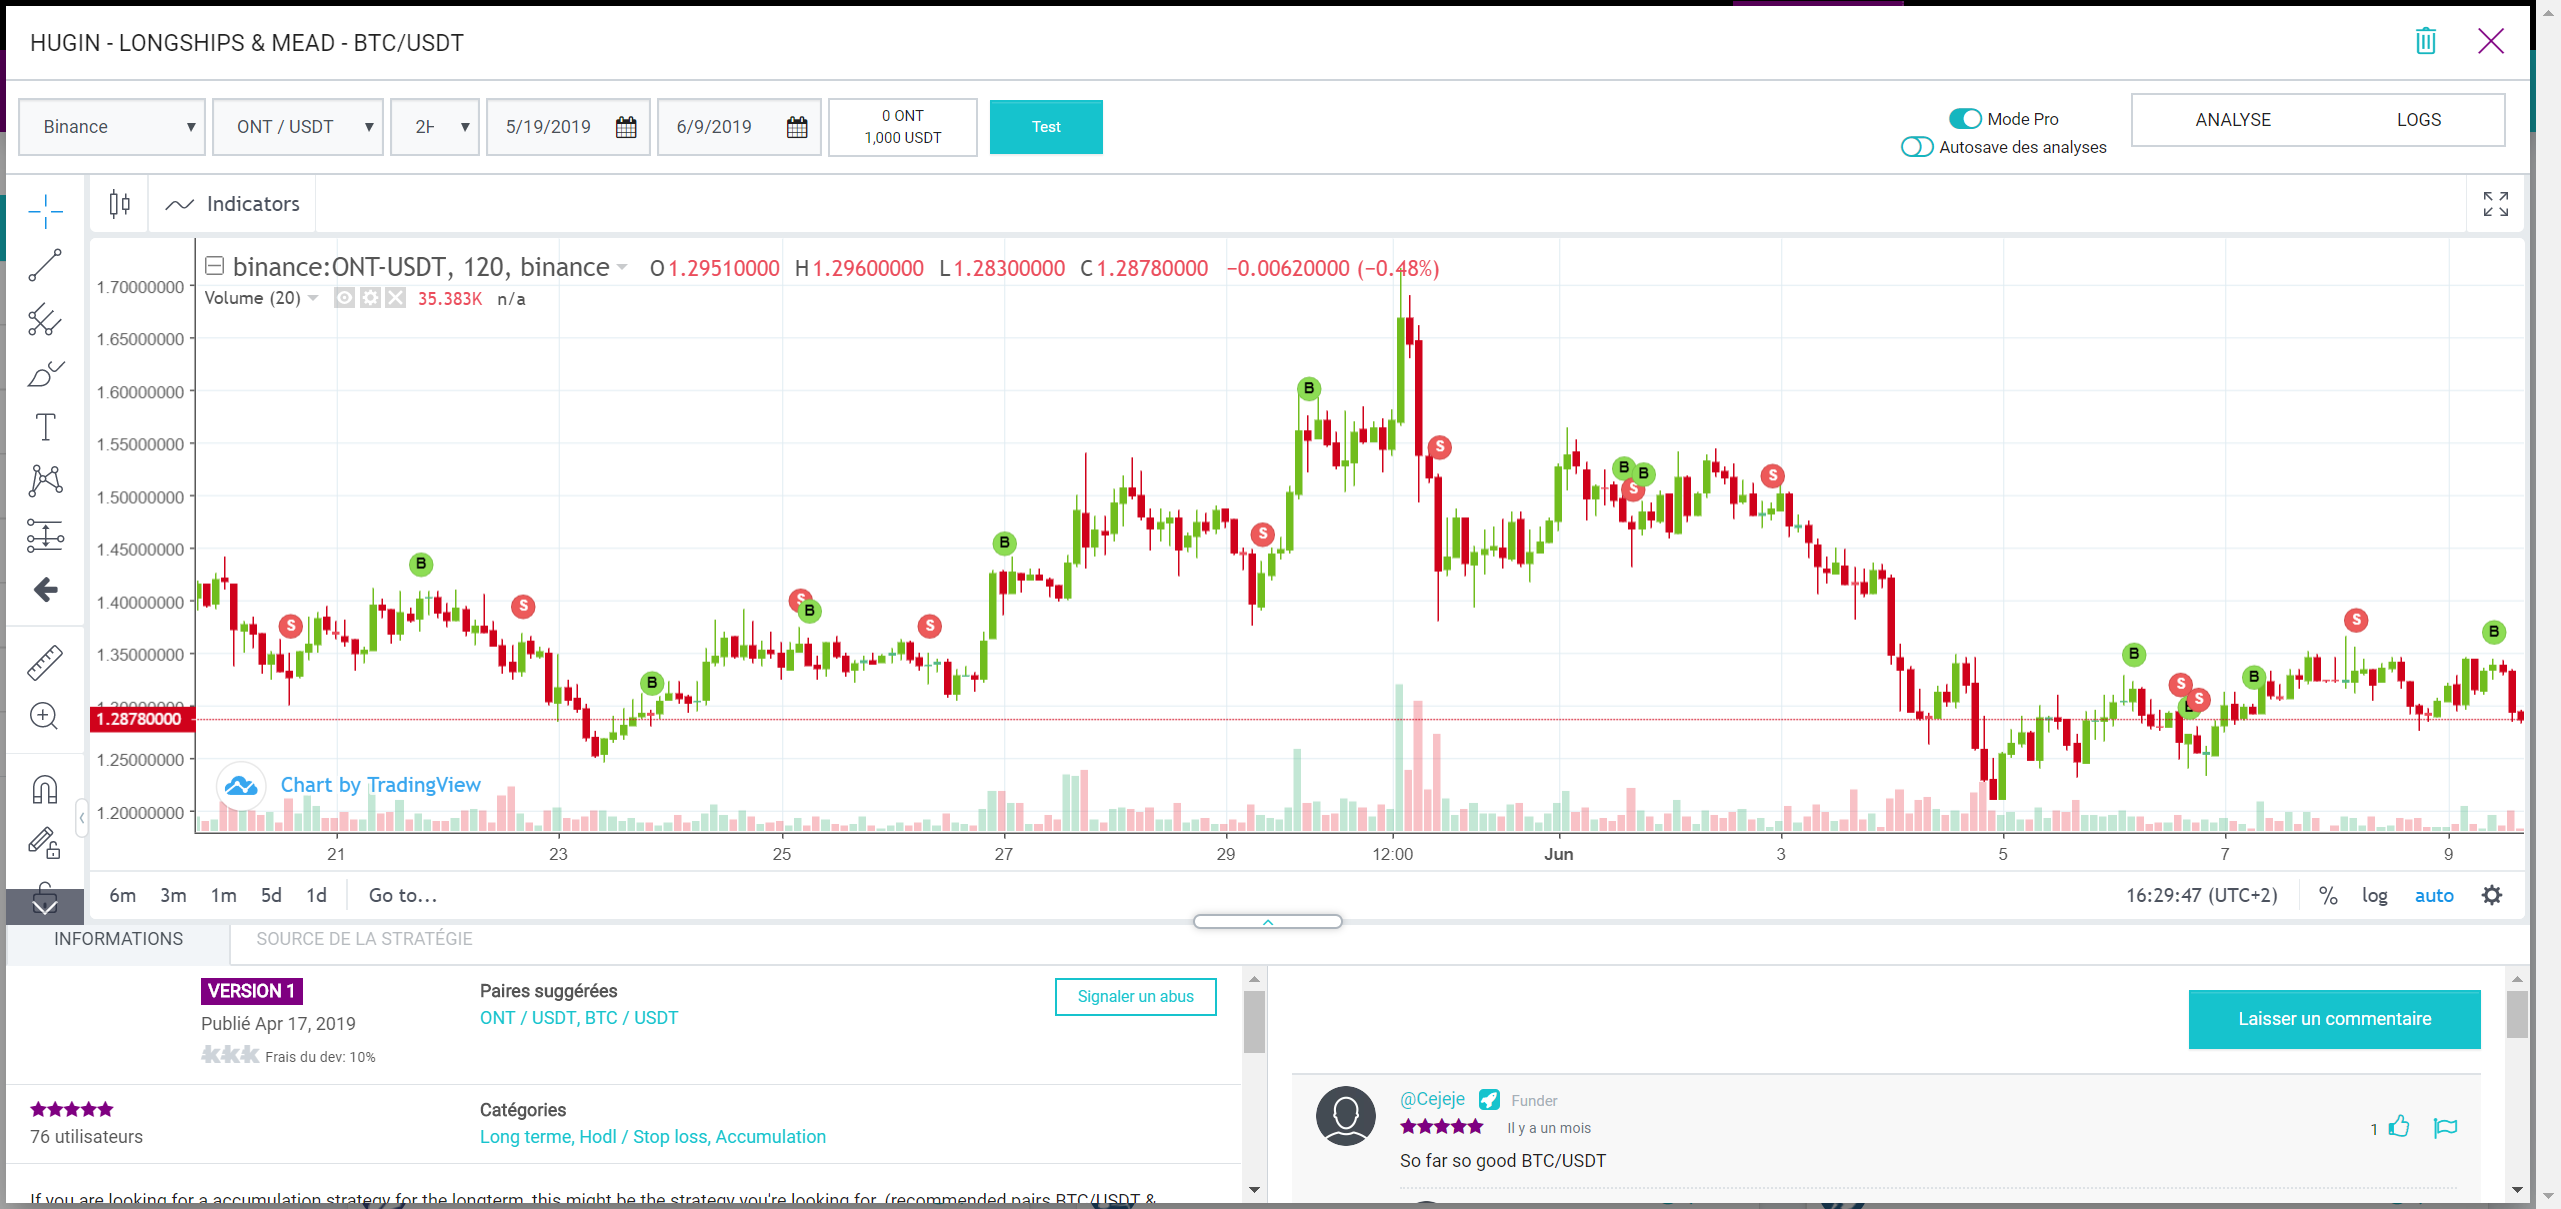 HUGIN - LONGSHIPS & MEAD - BTC/USDT
Binance
ONT / USDT
2H
5/19/2019
6/9/2019
0 ONT
1,000 USDT
Test
Mode Pro
Autosave des analyses
ANALYSE
LOGS
Indicators
binance:ONT-USDT, 120, binance O1.29510000 H1.29600000 L1.28300000 C1.28780000 −0.00620000 (−0.48%)
Volume (20) 35.383K n/a
1.70000000
1.65000000
1.60000000
1.55000000
1.50000000
1.45000000
1.40000000
1.35000000
1.30000000
1.28780000
1.25000000
1.20000000
B
S
B
S
B
S
B
S
B
S
B
S
B
S
B
S
B
S
S
B
S
B
Chart by TradingView
21 23 25 27 29 12:00 Jun 3 5 7 9
6m 3m 1m 5d 1d Go to... 16:29:47 (UTC+2) % log auto
INFORMATIONS
SOURCE DE LA STRATÉGIE
VERSION 1
Publié Apr 17, 2019
Frais du dev: 10%
Paires suggérées
ONT / USDT, BTC / USDT
Signaler un abus
76 utilisateurs
Catégories
Long terme, Hodl / Stop loss, Accumulation
If you are looking for a accumulation strategy for the longterm, this might be the strategy you're looking for. (recommended pairs BTC/USDT &
Laisser un commentaire
@Cejeje Funder
Il y a un mois
1
So far so good BTC/USDT